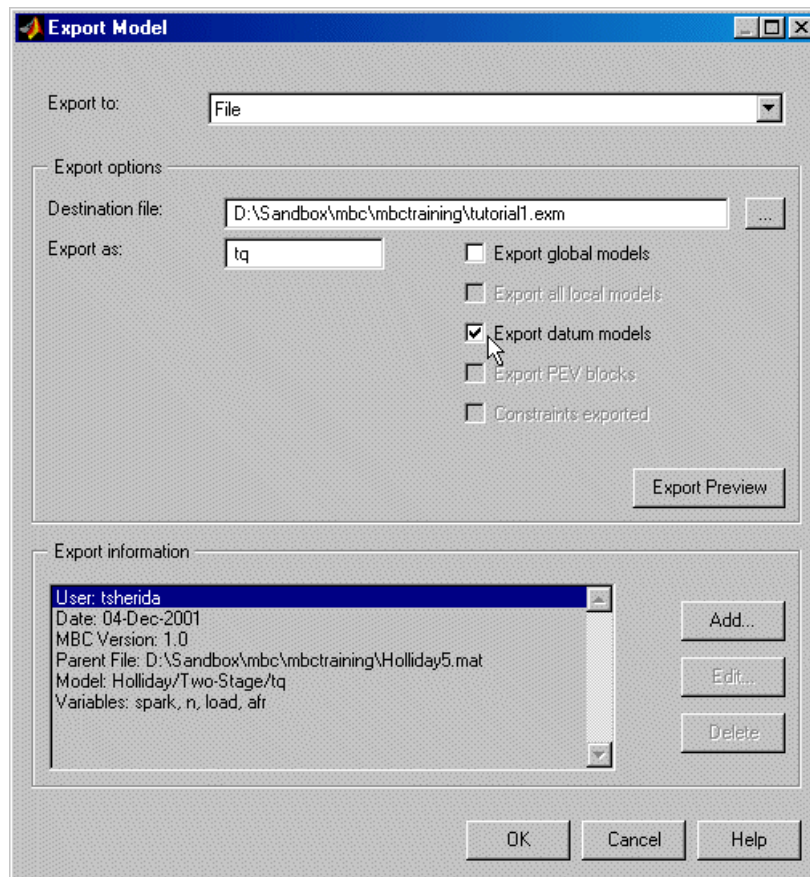 Export Model
Export to:
File
Export options
Destination file:
D:\Sandbox\mbc\mbctraining\tutorial1.exm
...
Export as:
tq
Export global models
Export all local models
Export datum models
Export PEV blocks
Constraints exported
Export Preview
Export information
User: tsherida
Date: 04-Dec-2001
MBC Version: 1.0
Parent File: D:\Sandbox\mbc\mbctraining\Holliday5.mat
Model: Holliday/Two-Stage/tq
Variables: spark, n, load, afr
Add...
Edit...
Delete
OK
Cancel
Help